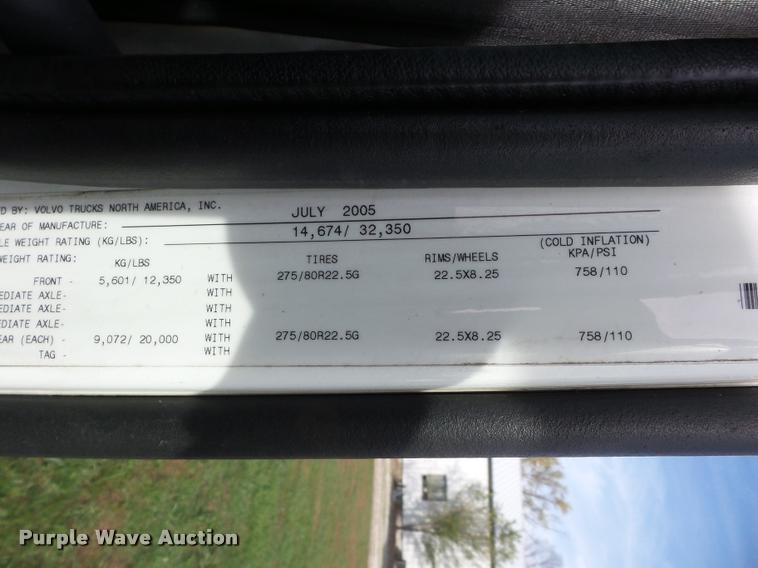 D BY: VOLVO TRUCKS NORTH AMERICA, INC.
EAR OF MANUFACTURE: JULY 2005
LE WEIGHT RATING (KG/LBS): 14,674/ 32,350
WEIGHT RATING: KG/LBS TIRES RIMS/WHEELS (COLD INFLATION) KPA/PSI
FRONT - 5,601/ 12,350 WITH 275/80R22.5G 22.5X8.25 758/110
MEDIATE AXLE- WITH
MEDIATE AXLE- WITH
EDIATE AXLE- WITH
EAR (EACH) - 9,072/ 20,000 WITH 275/80R22.5G 22.5X8.25 758/110
TAG - WITH
Purple Wave Auction